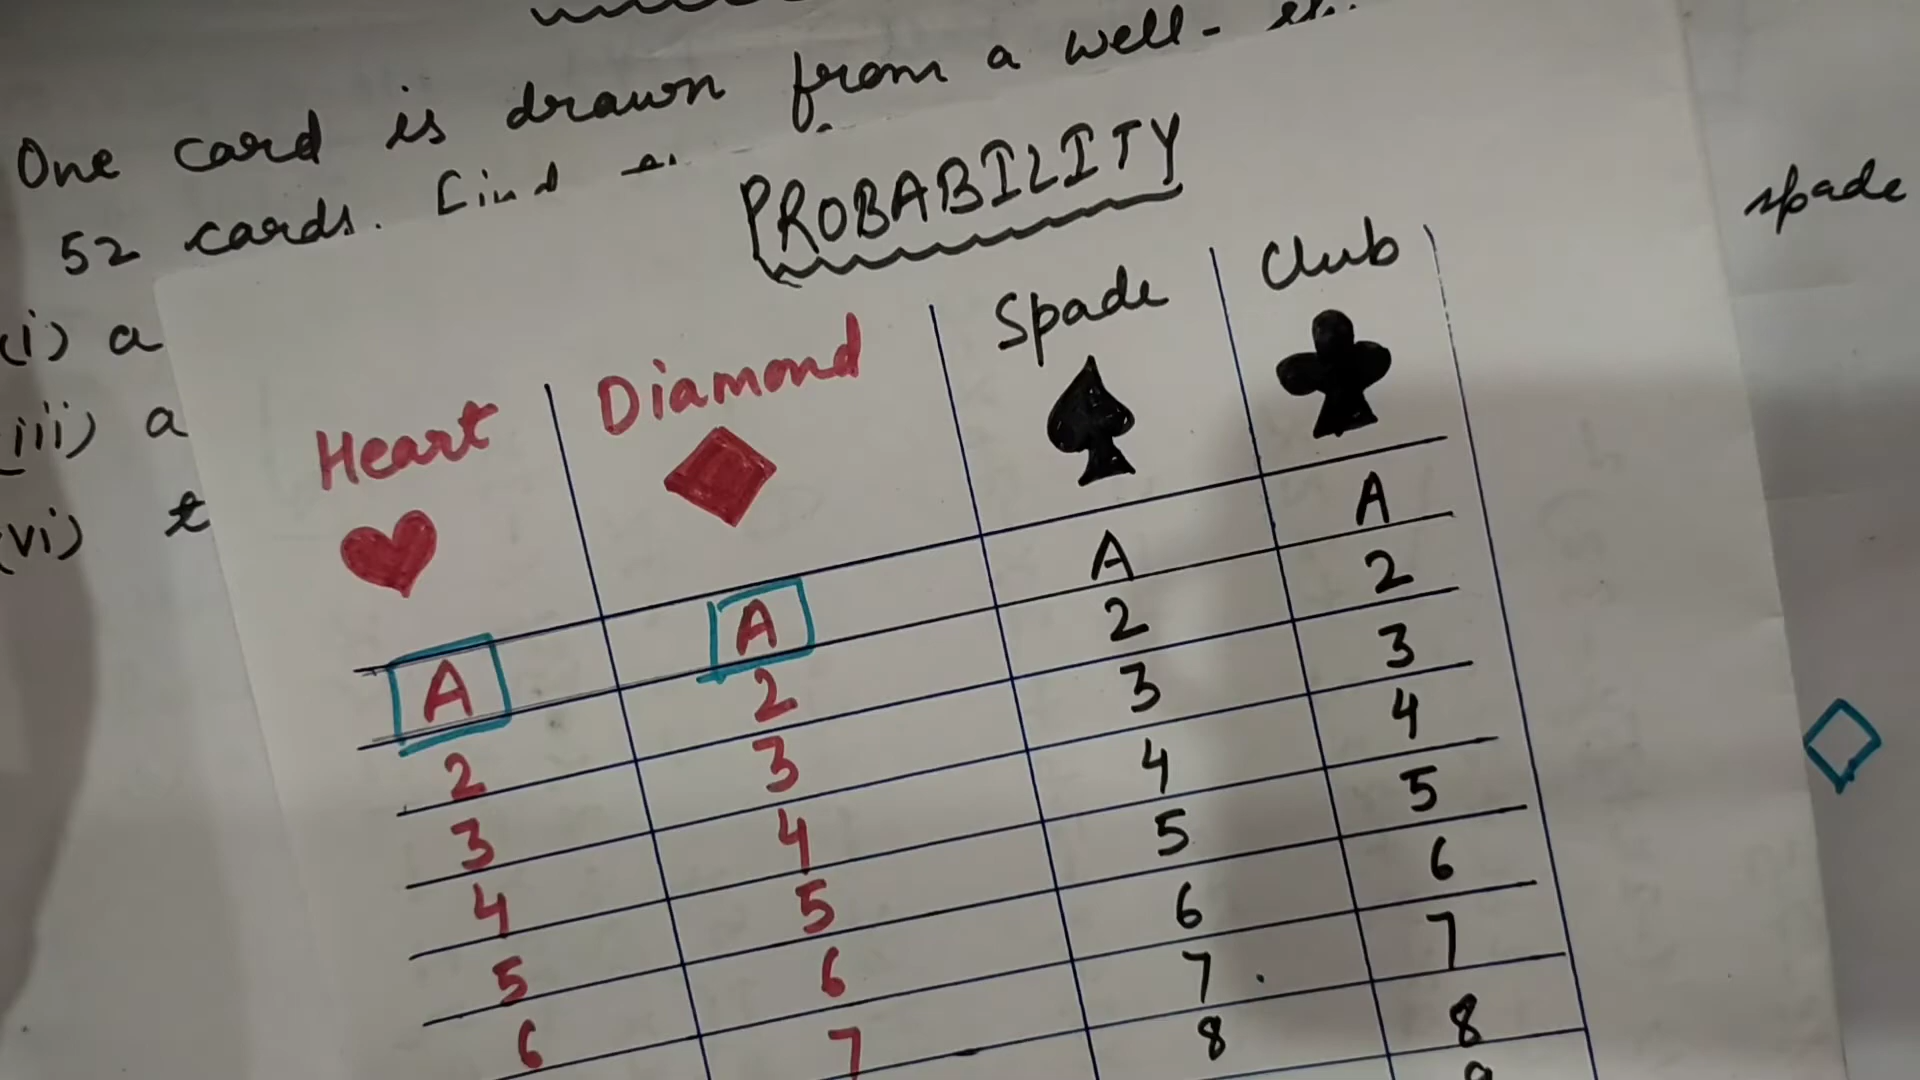 One card is drawn from a well-
52 cards. Find
(i) a
(iii) a
(vi) t
spade
PROBABILITY
Heart Diamond Spade Club
A A A A
2 2 2 2
3 3 3 3
4 4 4 4
5 5 5 5
6 6 6 6
7 7 7
8 8
9